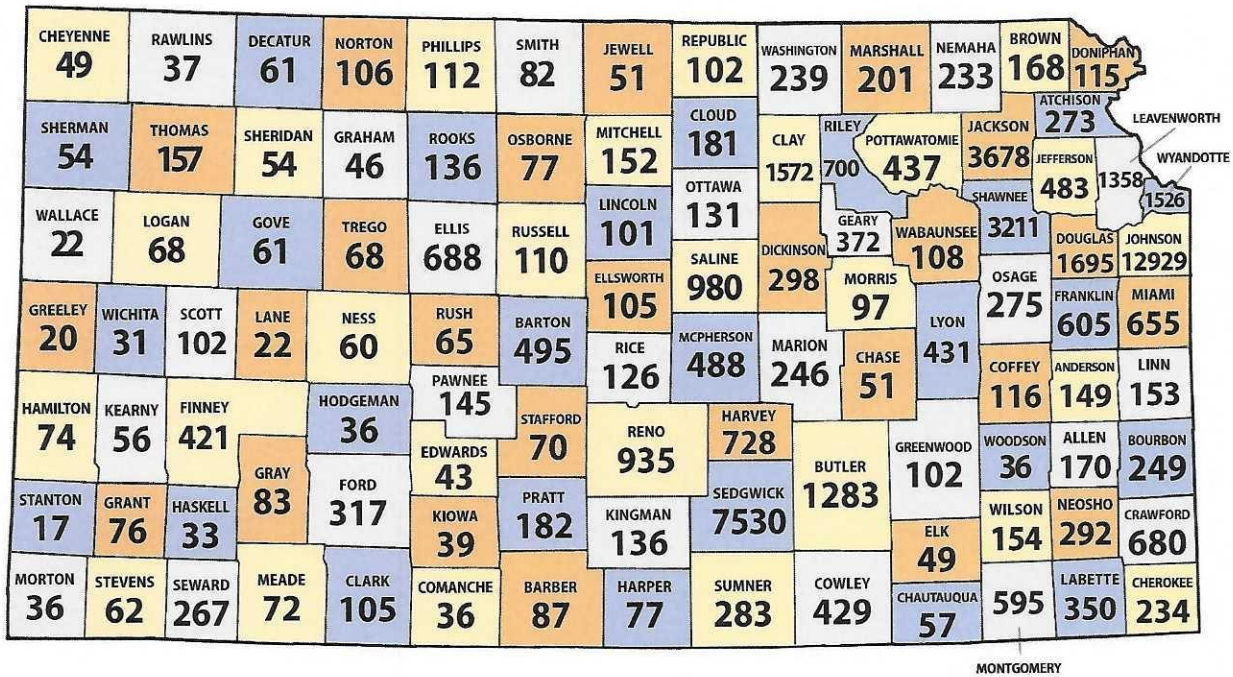 CHEYENNE
49
RAWLINS
37
DECATUR
61
NORTON
106
PHILLIPS
112
SMITH
82
JEWELL
51
REPUBLIC
102
WASHINGTON
239
MARSHALL
201
NEMAHA
233
BROWN
168
DONIPHAN
115
SHERMAN
54
THOMAS
157
SHERIDAN
54
GRAHAM
46
ROOKS
136
OSBORNE
77
MITCHELL
152
CLOUD
181
CLAY
1572
RILEY
700
POTTAWATOMIE
437
JACKSON
3678
ATCHISON
273
JEFFERSON
483
LEAVENWORTH
1358
WYANDOTTE
1526
WALLACE
22
LOGAN
68
GOVE
61
TREGO
68
ELLIS
688
RUSSELL
110
LINCOLN
101
OTTAWA
131
SALINE
980
DICKINSON
298
GEARY
372
WABAUNSEE
108
SHAWNEE
3211
DOUGLAS
1695
JOHNSON
12929
GREELEY
20
WICHITA
31
SCOTT
102
LANE
22
NESS
60
RUSH
65
BARTON
495
ELLSWORTH
105
RICE
126
MCPHERSON
488
MARION
246
MORRIS
97
CHASE
51
LYON
431
OSAGE
275
FRANKLIN
605
MIAMI
655
HAMILTON
74
KEARNY
56
FINNEY
421
HODGEMAN
36
PAWNEE
145
STAFFORD
70
RENO
935
HARVEY
728
BUTLER
1283
GREENWOOD
102
COFFEY
116
ANDERSON
149
LINN
153
GRAY
83
FORD
317
EDWARDS
43
KIOWA
39
PRATT
182
KINGMAN
136
SEDGWICK
7530
WOODSON
36
ALLEN
170
BOURBON
249
STANTON
17
GRANT
76
HASKELL
33
ELK
49
WILSON
154
NEOSHO
292
CRAWFORD
680
MORTON
36
STEVENS
62
SEWARD
267
MEADE
72
CLARK
105
COMANCHE
36
BARBER
87
HARPER
77
SUMNER
283
COWLEY
429
CHAUTAUQUA
57
595
MONTGOMERY
LABETTE
350
CHEROKEE
234